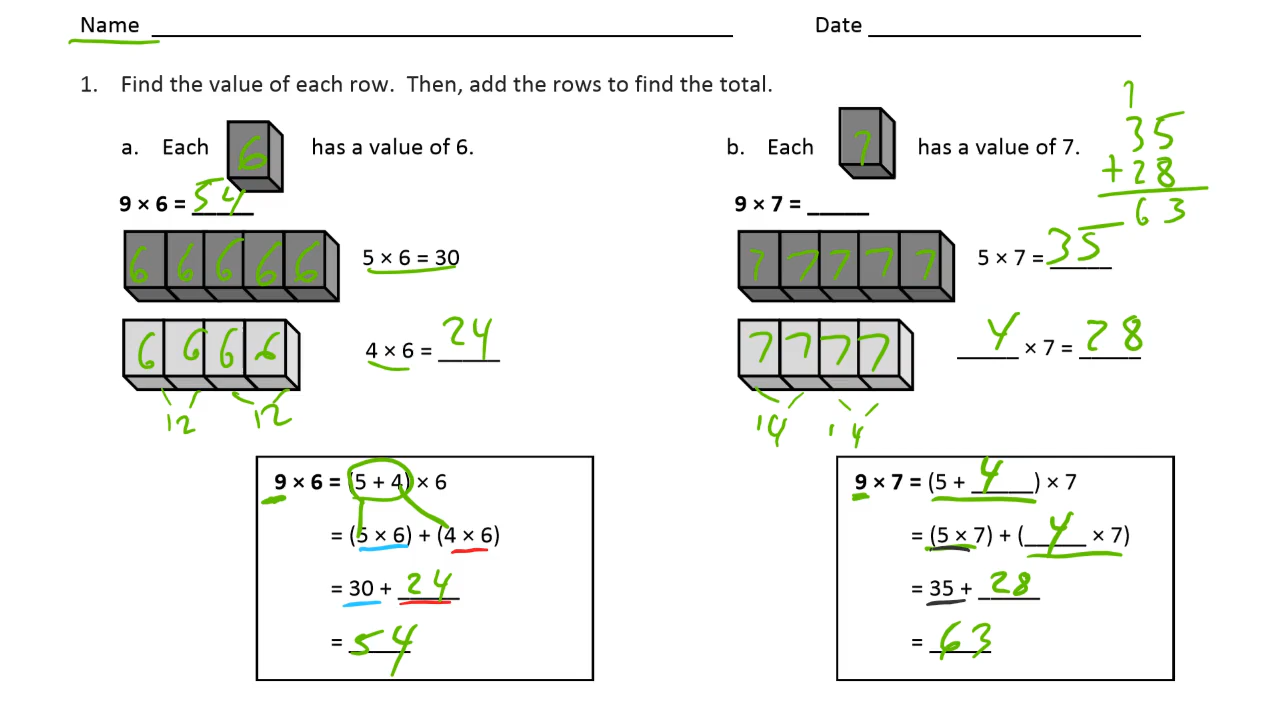 Name ____ Date ____
1. Find the value of each row. Then, add the rows to find the total.
a. Each 6 has a value of 6.
9 × 6 = 54
6 6 6 6 6
5 × 6 = 30
6 6 6 6
4 × 6 = 24
12 12
9 × 6 = (5 + 4) × 6
= (5 × 6) + (4 × 6)
= 30 + 24
= 54
b. Each 7 has a value of 7.
1
35
+28
63
9 × 7 = ____
7 7 7 7 7
5 × 7 = 35
7 7 7 7
4 × 7 = 28
14 14
9 × 7 = (5 + 4) × 7
= (5 × 7) + (4 × 7)
= 35 + 28
= 63